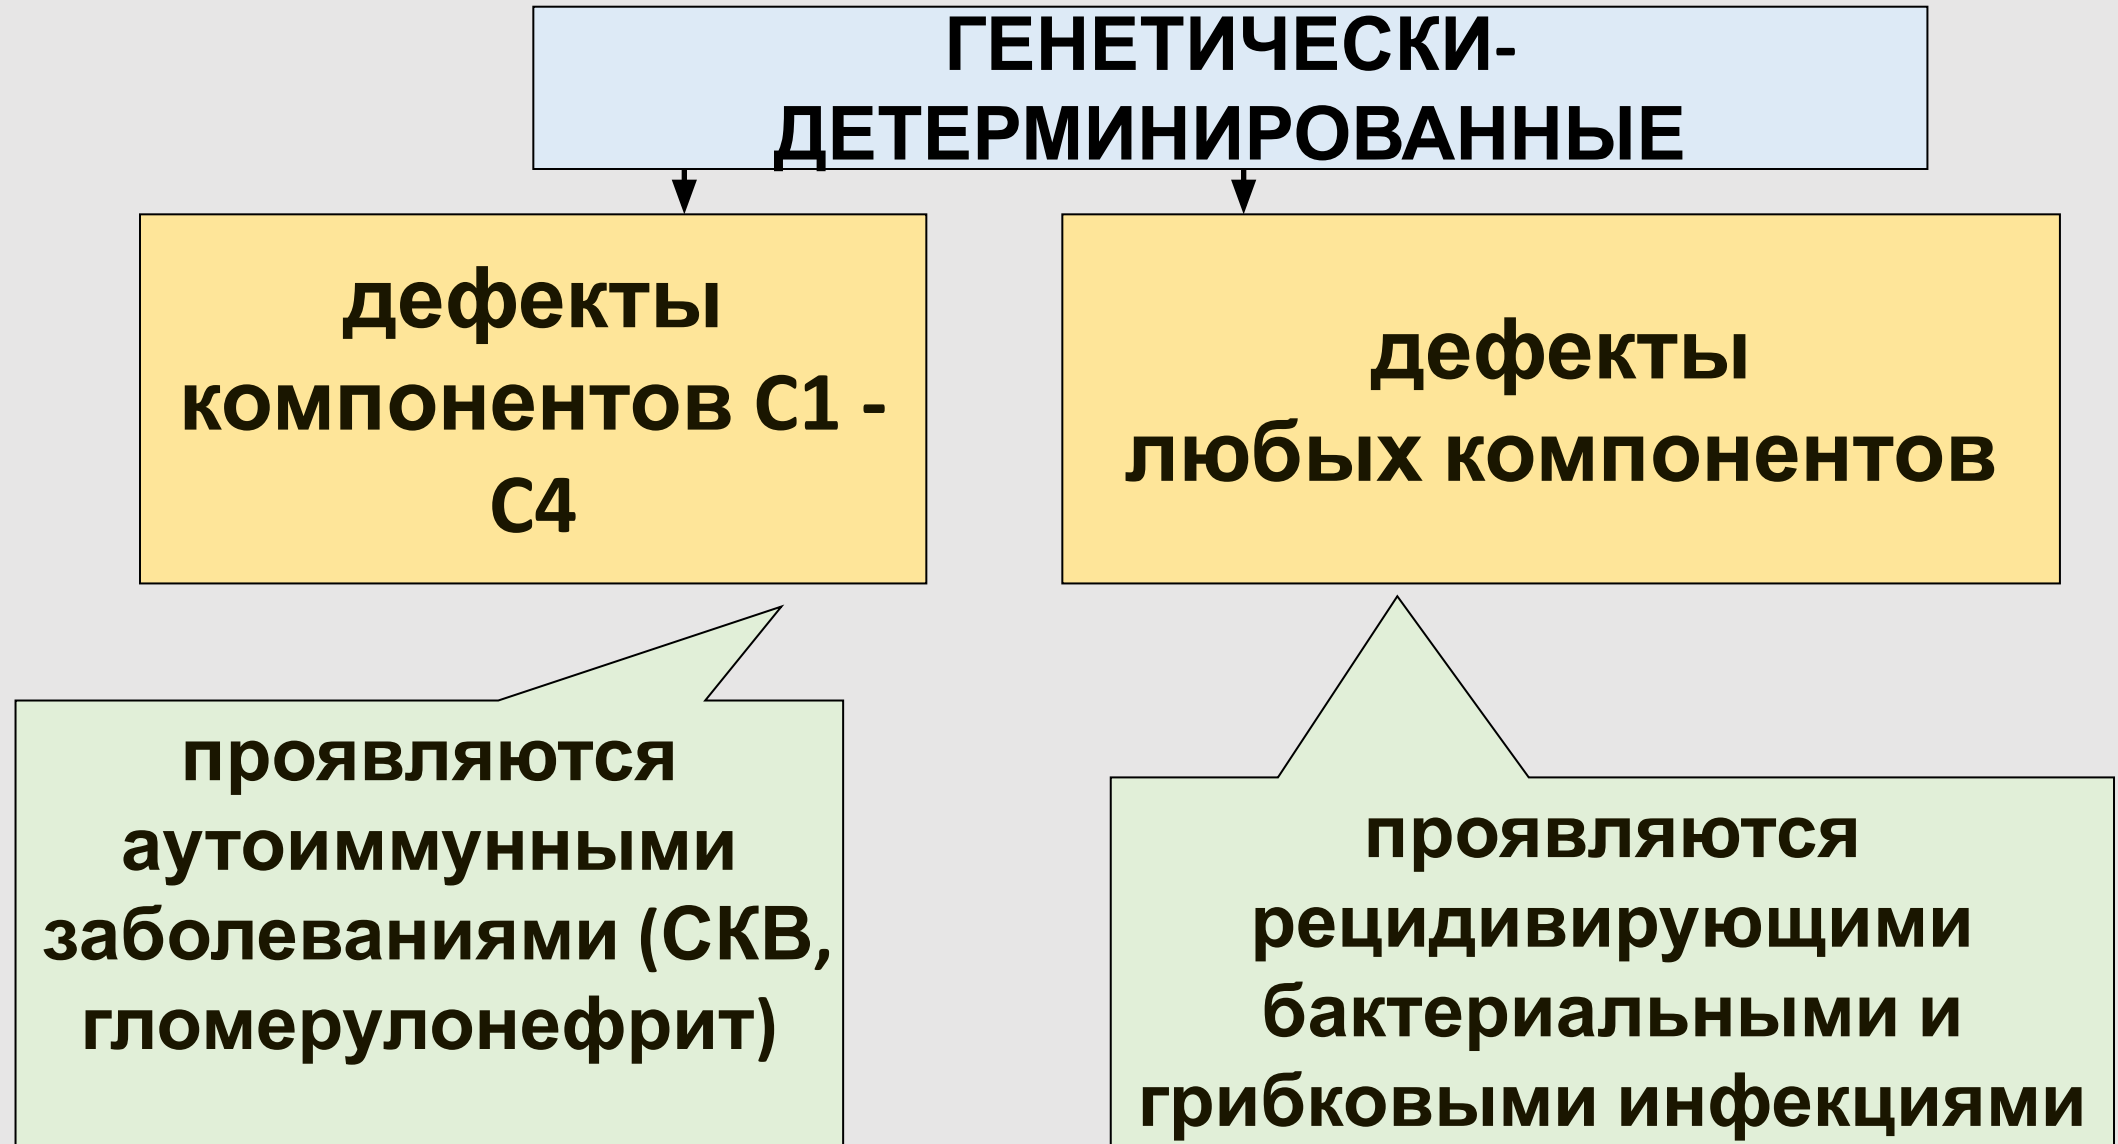 ГЕНЕТИЧЕСКИ-
ДЕТЕРМИНИРОВАННЫЕ
дефекты
компонентов С1 -
С4
дефекты
любых компонентов
проявляются
аутоиммунными
заболеваниями (СКВ,
гломерулонефрит)
проявляются
рецидивирующими
бактериальными и
грибковыми инфекциями